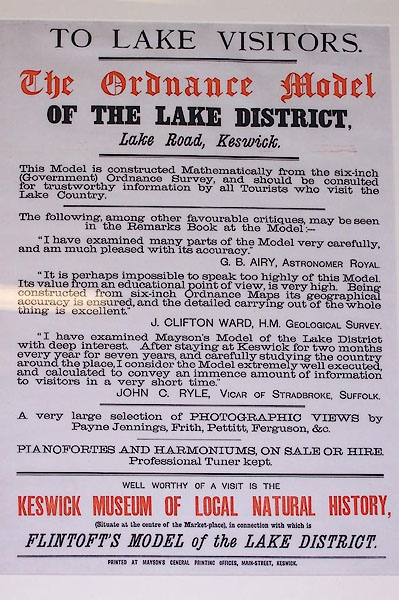 TO LAKE VISITORS.
The Ordnance Model
OF THE LAKE DISTRICT,
Lake Road, Keswick.
This Model is constructed Mathematically from the six-inch
(Government) Ordnance Survey, and should be consulted
for trustworthy information by all Tourists who visit the
Lake Country.
The following, among other favourable critiques, may be seen
in the Remarks Book at the Model:—
"I have examined many parts of the Model very carefully,
and am much pleased with its accuracy."
G. B. AIRY, ASTRONOMER ROYAL.
"It is perhaps impossible to speak too highly of this Model.
Its value from an educational point of view, is very high. Being
constructed from six-inch Ordnance Maps its geographical
accuracy is ensured, and the detailed carrying out of the whole
thing is excellent."
J. CLIFTON WARD, H.M. GEOLOGICAL SURVEY.
"I have examined Mayson's Model of the Lake District
with deep interest. After staying at Keswick for two months
every year for seven years, and carefully studying the country
around the place, I consider the Model extremely well executed,
and calculated to convey an immence amount of information
to visitors in a very short time."
JOHN C. RYLE, VICAR OF STRADBROKE, SUFFOLK.
A very large selection of PHOTOGRAPHIC VIEWS by
Payne Jennings, Frith, Pettitt, Ferguson, &c.
PIANOFORTES AND HARMONIUMS, ON SALE OR HIRE.
Professional Tuner kept.
WELL WORTHY OF A VISIT IS THE
KESWICK MUSEUM OF LOCAL NATURAL HISTORY,
(Situate at the centre of the Market-place), in connection with which is
FLINTOFT'S MODEL of the LAKE DISTRICT.
PRINTED AT MAYSON'S GENERAL PRINTING OFFICES, MAIN-STREET, KESWICK.